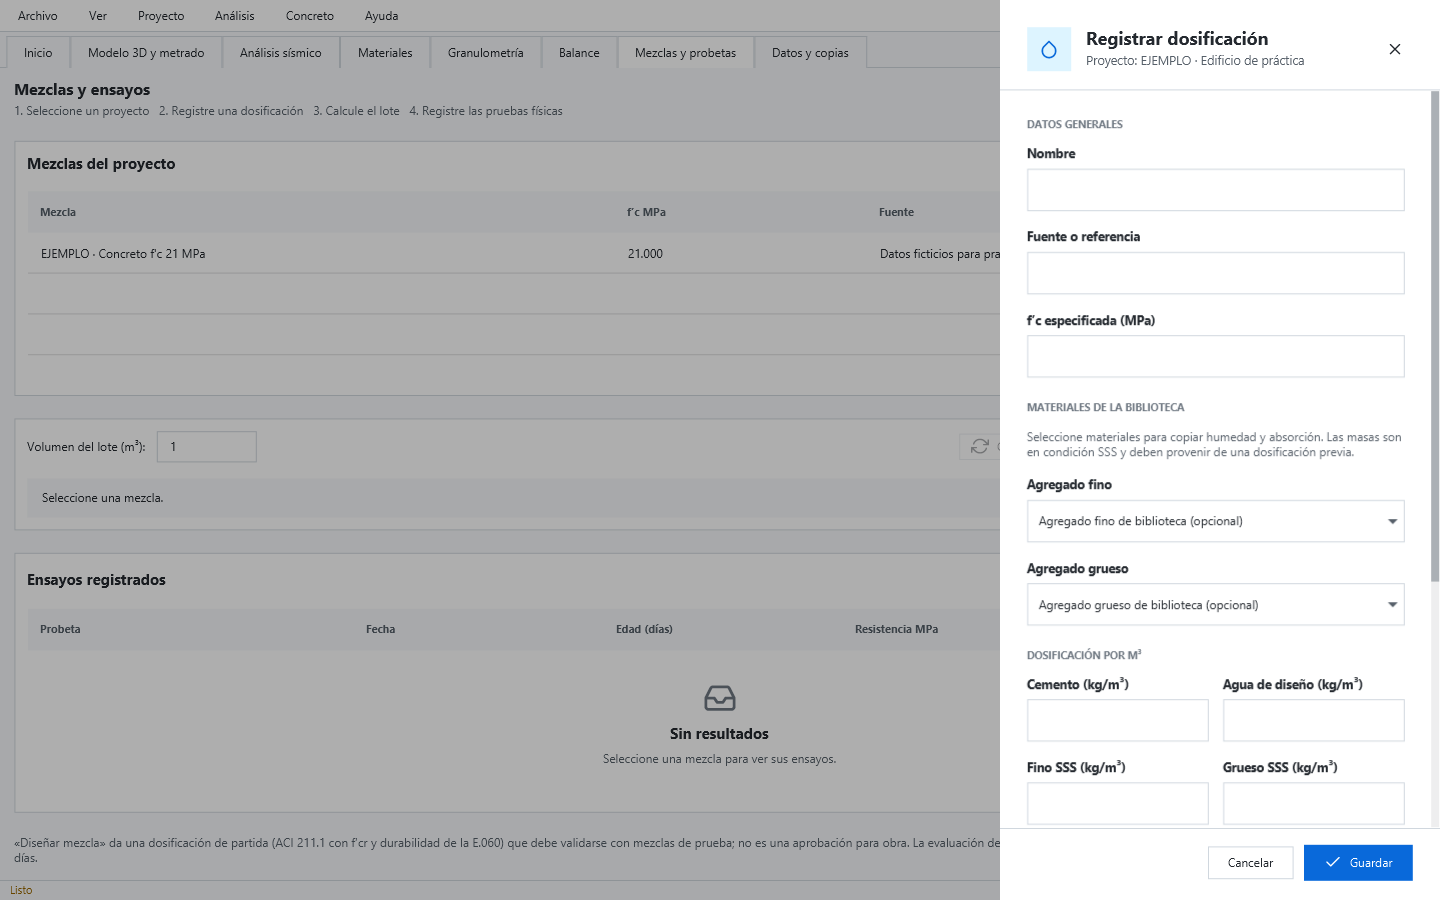 Archivo Ver Proyecto Análisis Concreto Ayuda
Inicio Modelo 3D y metrado Análisis sísmico Materiales Granulometría Balance Mezclas y probetas Datos y copias
Mezclas y ensayos
1. Seleccione un proyecto 2. Registre una dosificación 3. Calcule el lote 4. Registre las pruebas físicas
Mezclas del proyecto
Mezcla f'c MPa Fuente
EJEMPLO · Concreto f'c 21 MPa 21.000 Datos ficticios para
Volumen del lote (m³): 1
Seleccione una mezcla.
Ensayos registrados
Probeta Fecha Edad (días) Resistencia MPa
Sin resultados
Seleccione una mezcla para ver sus ensayos.
«Diseñar mezcla» da una dosificación de partida (ACI 211.1 con f'cr y durabilidad de la E.060) que debe validarse con mezclas de prueba; no es una aprobación para obra. La evaluación de
días.
Listo
Registrar dosificación
Proyecto: EJEMPLO · Edificio de práctica
DATOS GENERALES
Nombre
Fuente o referencia
f'c especificada (MPa)
MATERIALES DE LA BIBLIOTECA
Seleccione materiales para copiar humedad y absorción. Las masas son
en condición SSS y deben provenir de una dosificación previa.
Agregado fino
Agregado fino de biblioteca (opcional)
Agregado grueso
Agregado grueso de biblioteca (opcional)
DOSIFICACIÓN POR M³
Cemento (kg/m³) Agua de diseño (kg/m³)
Fino SSS (kg/m³) Grueso SSS (kg/m³)
Cancelar Guardar